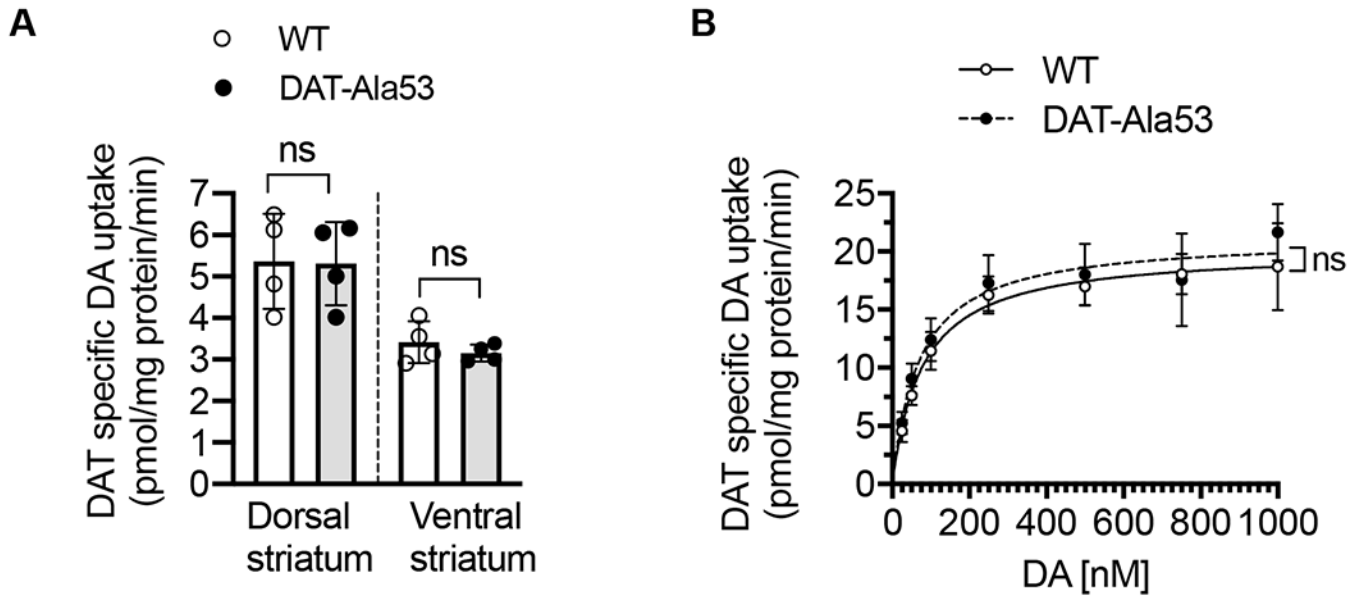 A
WT
DAT-Ala53
DAT specific DA uptake
(pmol/mg protein/min)
7
6
5
4
3
2
1
0
ns
ns
Dorsal
striatum
Ventral
striatum
B
WT
DAT-Ala53
DAT specific DA uptake
(pmol/mg protein/min)
25
20
15
10
5
0
ns
0 200 400 600 800 1000
DA [nM]